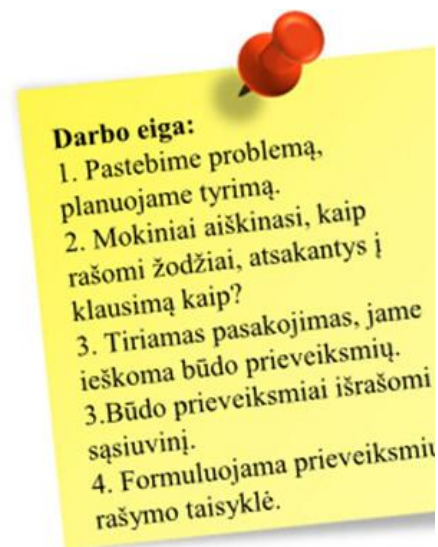 Darbo eiga:
1. Pastebime problemą,
planuojame tyrimą.
2. Mokiniai aiškinasi, kaip
rašomi žodžiai, atsakantys į
klausimą kaip?
3. Tiriamas pasakojimas, jame
ieškoma būdo prieveiksmių.
3.Būdo prieveiksmiai išrašomi
sąsiuvinį.
4. Formuluojama prieveiksmių
rašymo taisyklė.